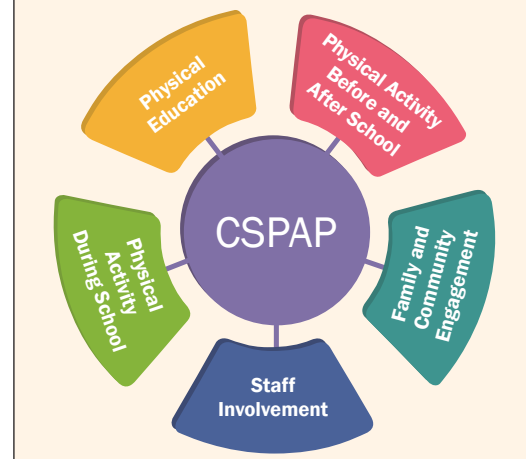 Physical
Education
Physical Activity
Before and
After School
CSPAP
Physical
Activity
During School
Family and
Community
Engagement
Staff
Involvement